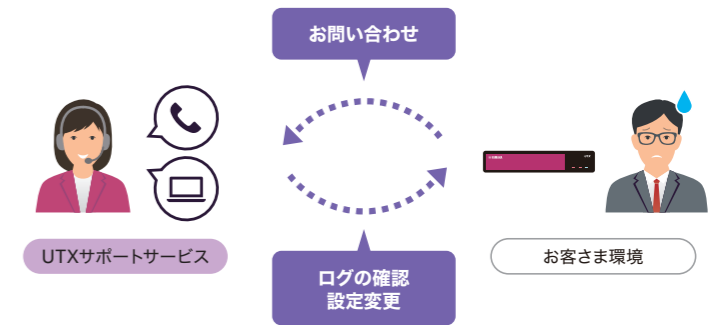 お問い合わせ
UTXサポートサービス
お客さま環境
ログの確認
設定変更